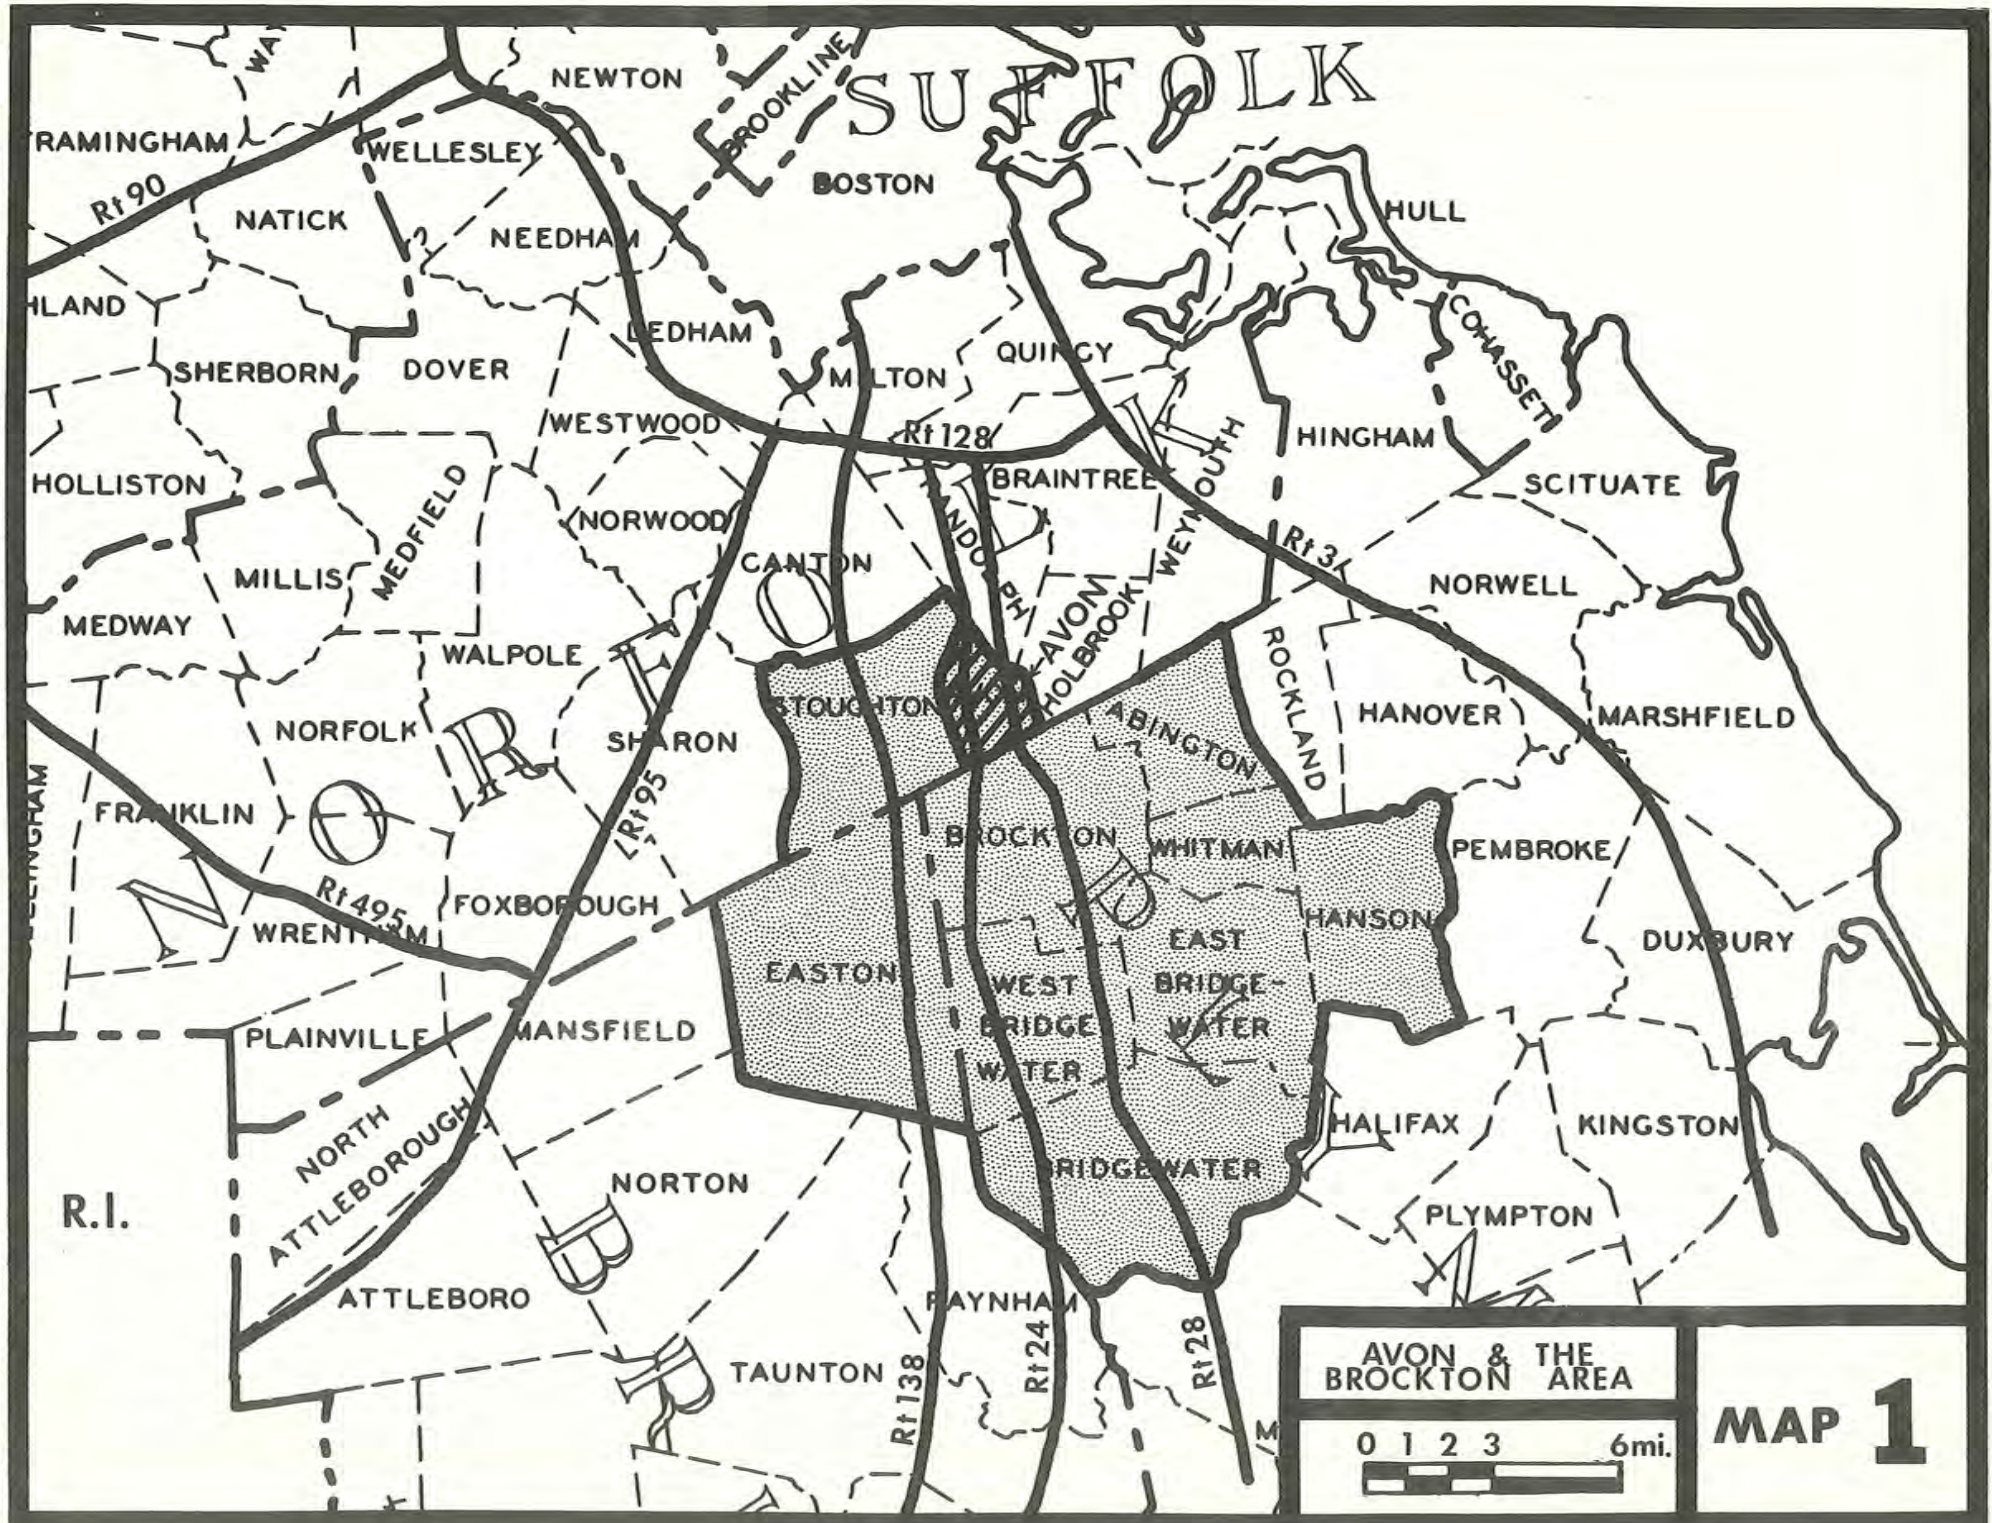 SUFFOLK
NEWTON
BROOKLINE
BOSTON
RAMINGHAM
WELLESLEY
Rt 90
NATICK
NEEDHAM
HULL
HLAND
DEDHAM
SHERBORN
DOVER
MILTON
QUINCY
COHASSET
WESTWOOD
Rt 128
HINGHAM
HOLLISTON
MEDFIELD
NORWOOD
RANDOLPH
BRAINTREE
WEYMOUTH
SCITUATE
CANTON
Rt 3
MILLIS
NORWELL
MEDWAY
WALPOLE
AVON
HOLBROOK
ROCKLAND
NORFOLK
SHARON
STOUGHTON
ABINGTON
HANOVER
MARSHFIELD
FRANKLIN
Rt 95
BROCKTON
WHITMAN
PEMBROKE
Rt 495
WRENTHAM
FOXBOROUGH
HANSON
DUXBURY
EASTON
WEST
BRIDGE
WATER
EAST
BRIDGE-
WATER
PLAINVILLE
MANSFIELD
NORTH
ATTLEBOROUGH
HALIFAX
KINGSTON
BRIDGEWATER
NORTON
R.I.
PLYMPTON
ATTLEBORO
RAYNHAM
TAUNTON
Rt 138
Rt 24
Rt 28
M
NORFOLK
AVON & THE
BROCKTON AREA
0 1 2 3 6mi.
MAP 1